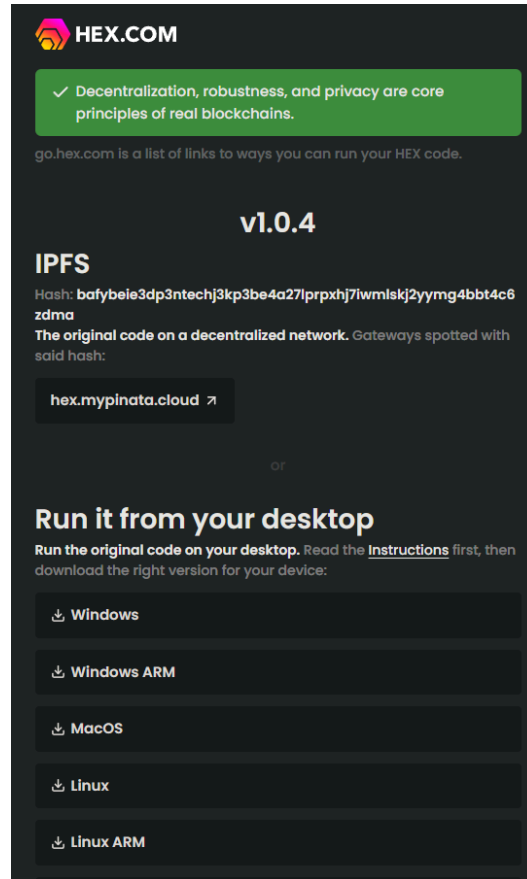 HEX.COM
Decentralization, robustness, and privacy are core
principles of real blockchains.
go.hex.com is a list of links to ways you can run your HEX code.
v1.0.4
IPFS
Hash: bafybeie3dp3ntechj3kp3be4a27lprpxhj7iwmlskj2yymg4bbt4c6
zdma
The original code on a decentralized network. Gateways spotted with
said hash:
hex.mypinata.cloud ↗
or
Run it from your desktop
Run the original code on your desktop. Read the Instructions first, then
download the right version for your device:
Windows
Windows ARM
MacOS
Linux
Linux ARM